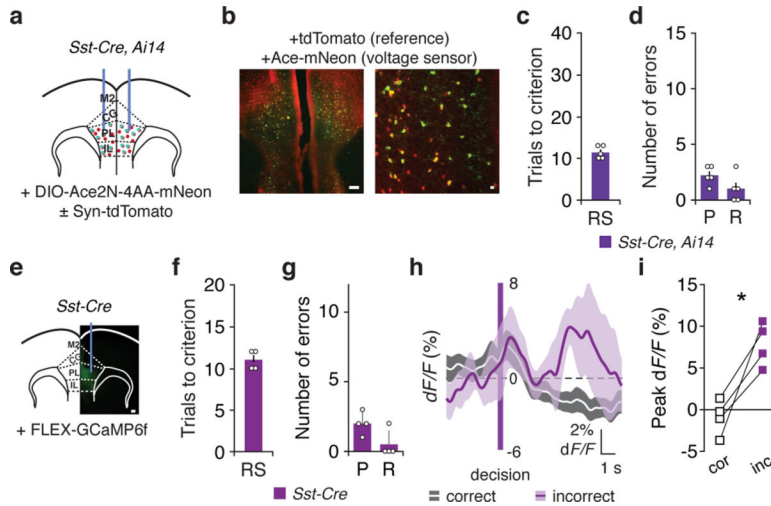 a
Sst-Cre, Ai14
M2
CG
PL
IL
+ DIO-Ace2N-4AA-mNeon
± Syn-tdTomato
b
+tdTomato (reference)
+Ace-mNeon (voltage sensor)
c
Trials to criterion
40
30
20
10
0
RS
d
Number of errors
15
10
5
0
P R
Sst-Cre, Ai14
e
Sst-Cre
M2
CG
PL
IL
+ FLEX-GCaMP6f
f
Trials to criterion
20
15
10
5
0
RS
g
Number of errors
10
5
0
P R
Sst-Cre
h
dF/F (%)
8
0
-6
2%
dF/F
1 s
decision
correct
incorrect
i
Peak dF/F (%)
15
10
5
0
-5
*
cor
inc